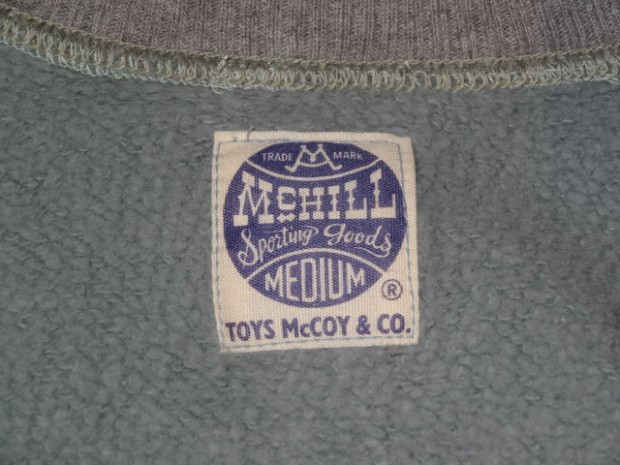 TRADE M MARK
McHILL
Sporting Goods
MEDIUM
®
TOYS McCOY & CO.